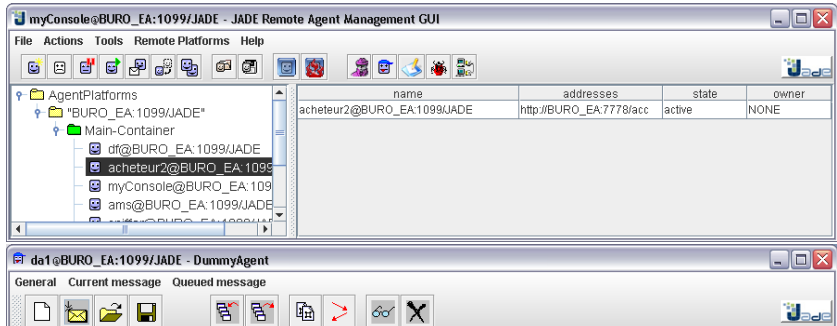 myConsole@BURO_EA:1099/JADE - JADE Remote Agent Management GUI
File Actions Tools Remote Platforms Help
Jade
AgentPlatforms
"BURO_EA:1099/JADE"
Main-Container
df@BURO_EA:1099/JADE
acheteur2@BURO_EA:1099
myConsole@BURO_EA:109
ams@BURO_EA:1099/JADE
name addresses state owner
acheteur2@BURO_EA:1099/JADE http://BURO_EA:7778/acc active NONE
da1@BURO_EA:1099/JADE - DummyAgent
General Current message Queued message
Jade